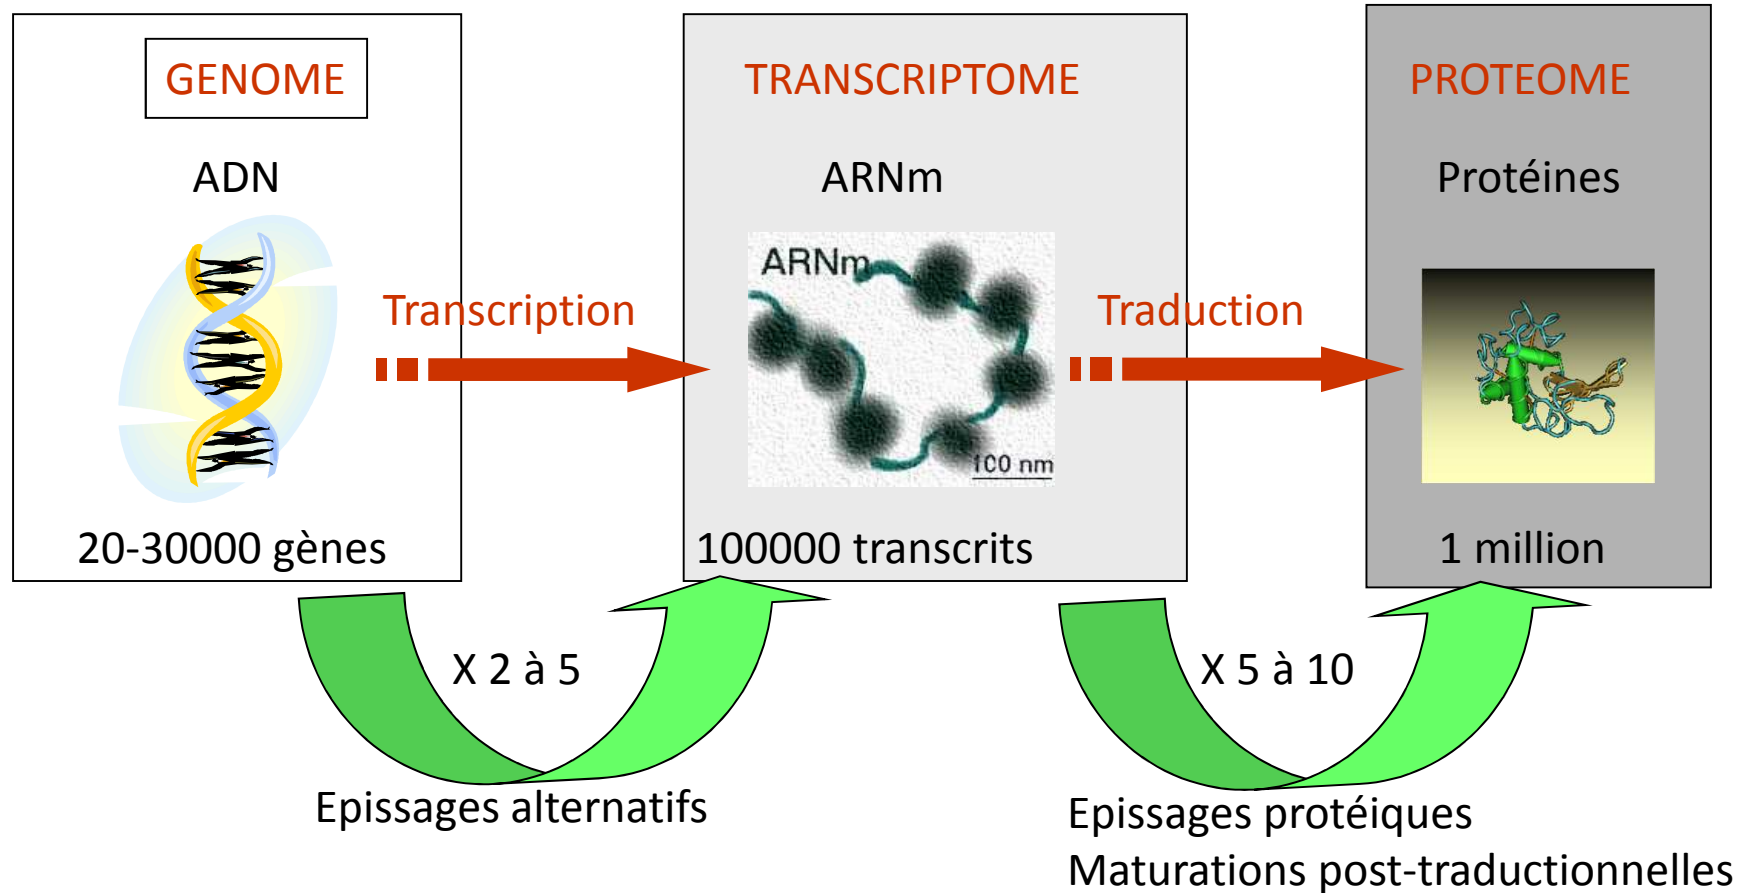 GENOME
TRANSCRIPTOME
PROTEOME
ADN
ARNm
Protéines
ARNm
Transcription
Traduction
100 nm
20-30000 gènes
100000 transcrits
1 million
X 2 à 5
X 5 à 10
Epissages alternatifs
Epissages protéiques
Maturations post-traductionnelles